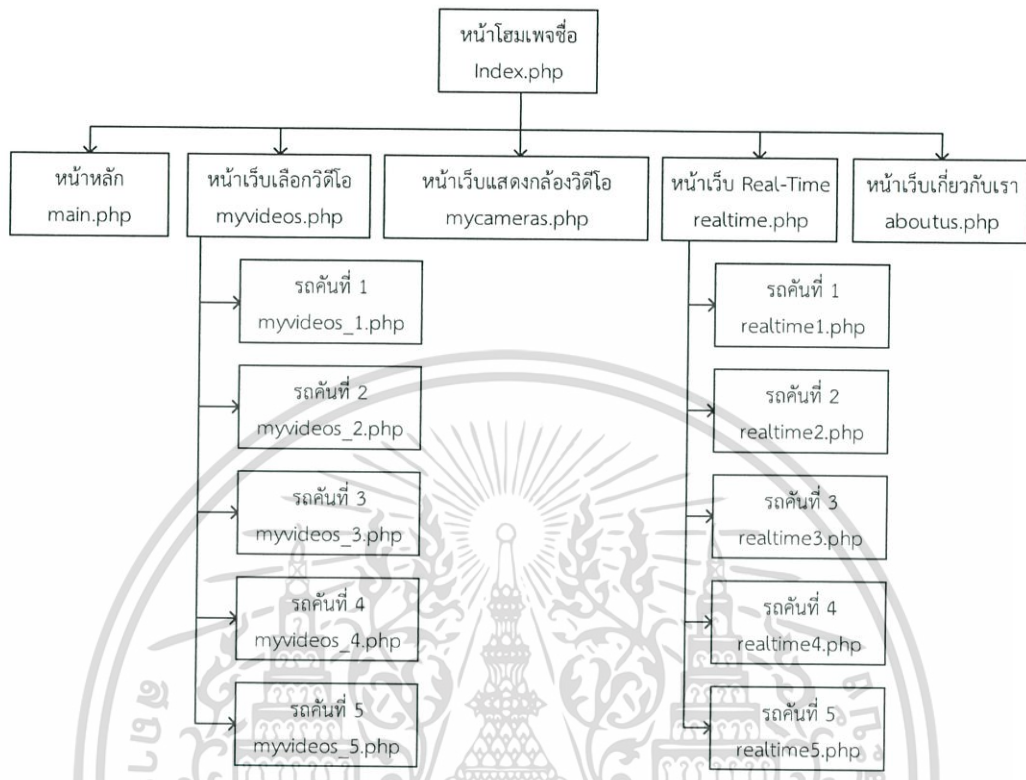 หน้าโฮมเพจชื่อ
Index.php
หน้าหลัก
main.php
หน้าเว็บเลือกวิดีโอ
myvideos.php
หน้าเว็บแสดงกล้องวิดีโอ
mycameras.php
หน้าเว็บ Real-Time
realtime.php
หน้าเว็บเกี่ยวกับเรา
aboutus.php
รถคันที่ 1
myvideos_1.php
รถคันที่ 2
myvideos_2.php
รถคันที่ 3
myvideos_3.php
รถคันที่ 4
myvideos_4.php
รถคันที่ 5
myvideos_5.php
รถคันที่ 1
realtime1.php
รถคันที่ 2
realtime2.php
รถคันที่ 3
realtime3.php
รถคันที่ 4
realtime4.php
รถคันที่ 5
realtime5.php